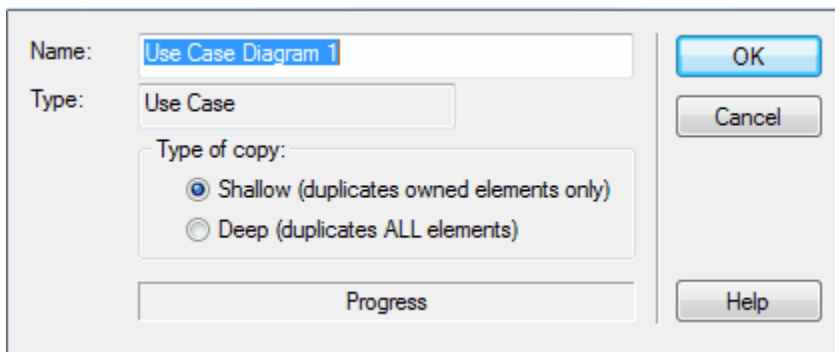 Name: Use Case Diagram 1 OK
Type: Use Case Cancel
Type of copy:
Shallow (duplicates owned elements only)
Deep (duplicates ALL elements)
Progress Help